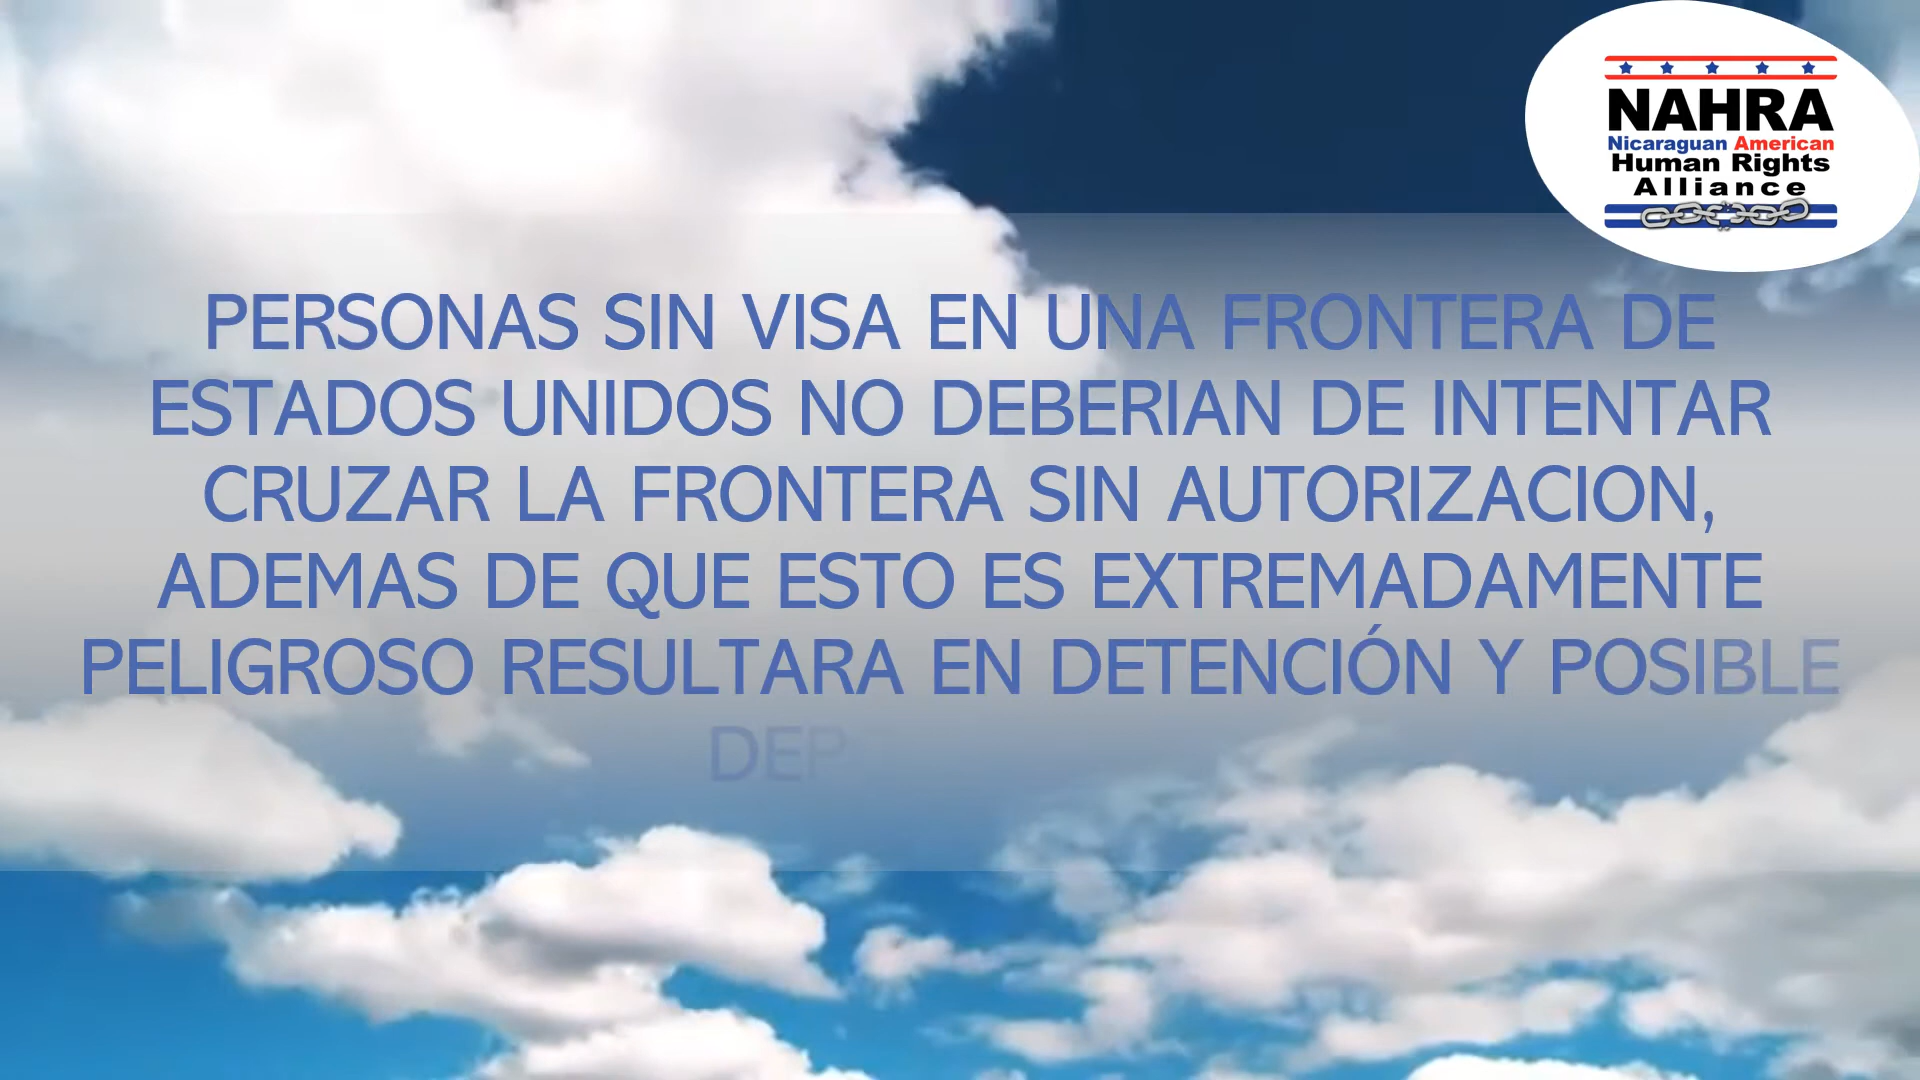 NAHRA
Nicaraguan American
Human Rights
Alliance
PERSONAS SIN VISA EN UNA FRONTERA DE
ESTADOS UNIDOS NO DEBERIAN DE INTENTAR
CRUZAR LA FRONTERA SIN AUTORIZACION,
ADEMAS DE QUE ESTO ES EXTREMADAMENTE
PELIGROSO RESULTARA EN DETENCIÓN Y POSIBLE
DEP